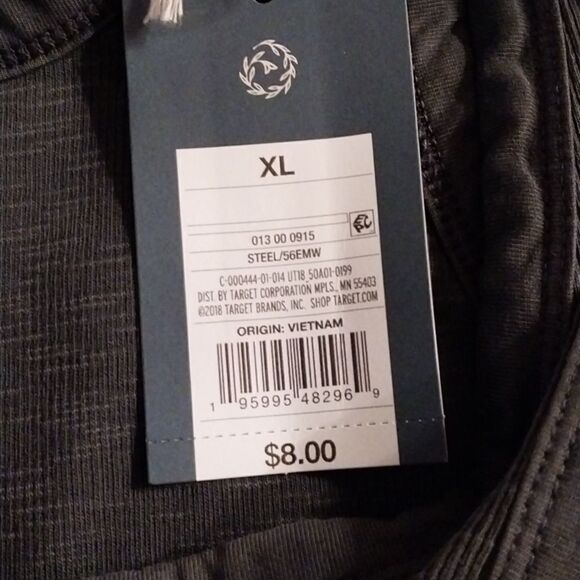 XL
013 00 0915
STEEL/56EMW
C-000444-01-014 UT18_50A01-0199
DIST. BY TARGET CORPORATION MPLS., MN 55403
©2018 TARGET BRANDS, INC. SHOP TARGET.COM
ORIGIN: VIETNAM
1 95995 48296 9
$8.00